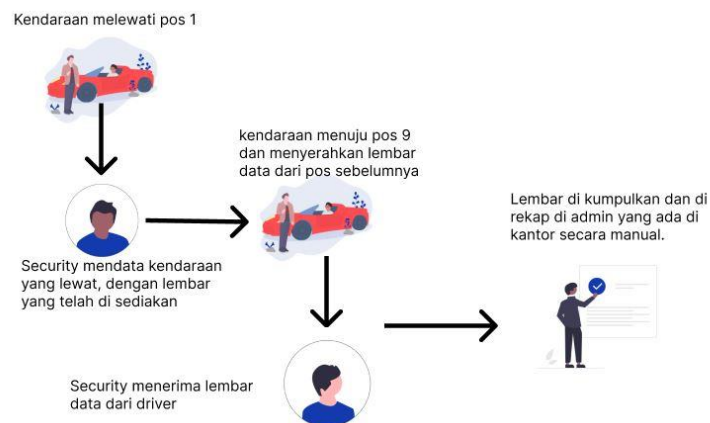 Kendaraan melewati pos 1
kendaraan menuju pos 9
dan menyerahkan lembar
data dari pos sebelumnya
Lembar di kumpulkan dan di
rekap di admin yang ada di
kantor secara manual.
Security mendata kendaraan
yang lewat, dengan lembar
yang telah di sediakan
Security menerima lembar
data dari driver